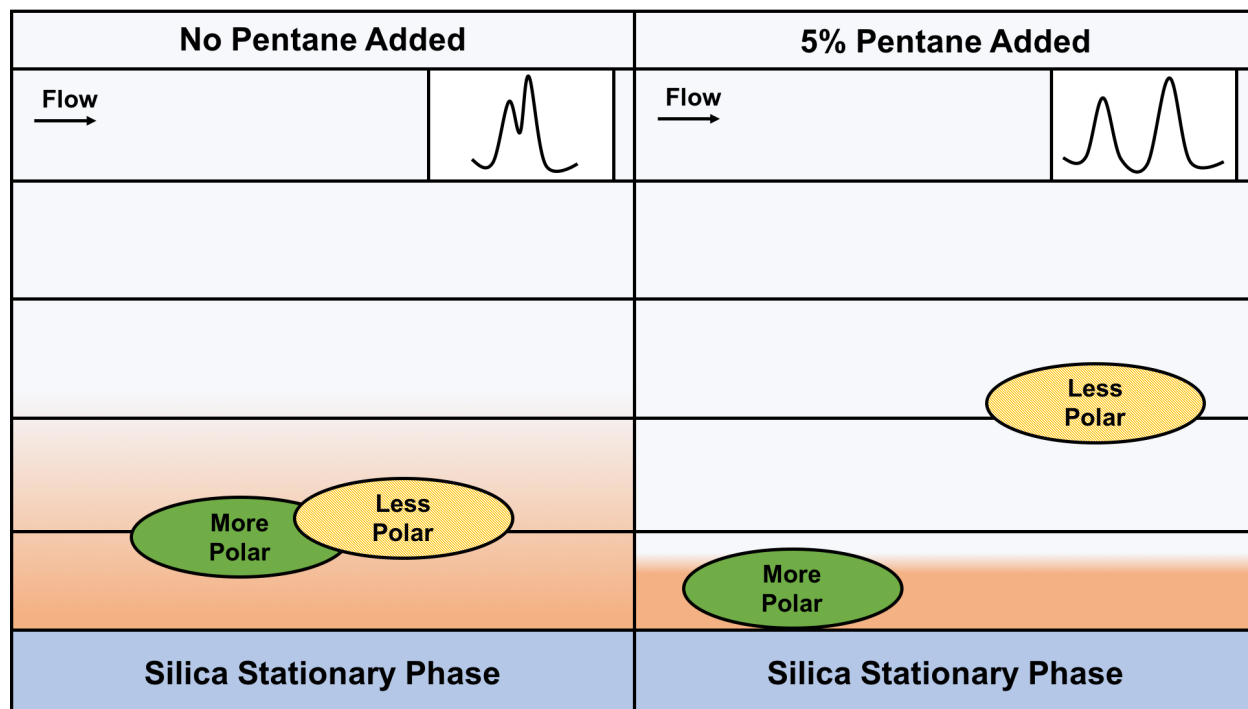 No Pentane Added
5% Pentane Added
Flow
Flow
Less
Polar
More
Polar
Less
Polar
More
Polar
Silica Stationary Phase
Silica Stationary Phase